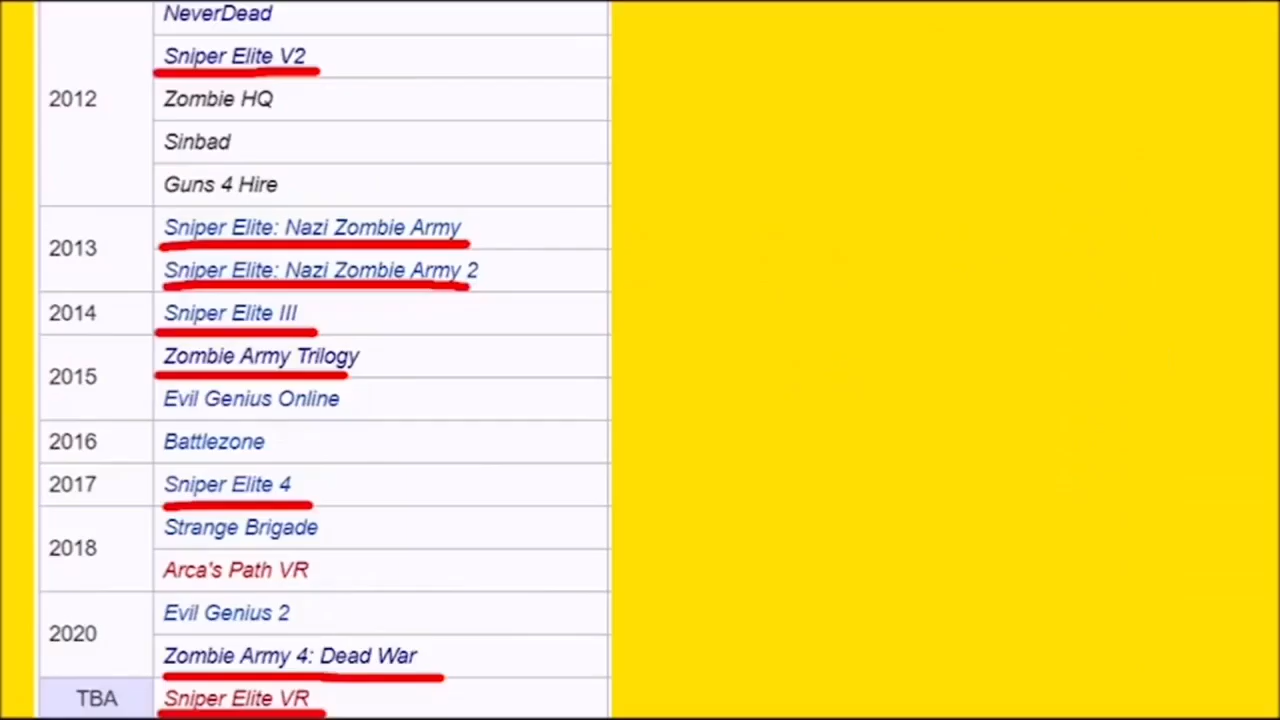 NeverDead
2012
Sniper Elite V2
Zombie HQ
Sinbad
Guns 4 Hire
2013
Sniper Elite: Nazi Zombie Army
Sniper Elite: Nazi Zombie Army 2
2014
Sniper Elite III
2015
Zombie Army Trilogy
Evil Genius Online
2016
Battlezone
2017
Sniper Elite 4
2018
Strange Brigade
Arca's Path VR
2020
Evil Genius 2
Zombie Army 4: Dead War
TBA
Sniper Elite VR